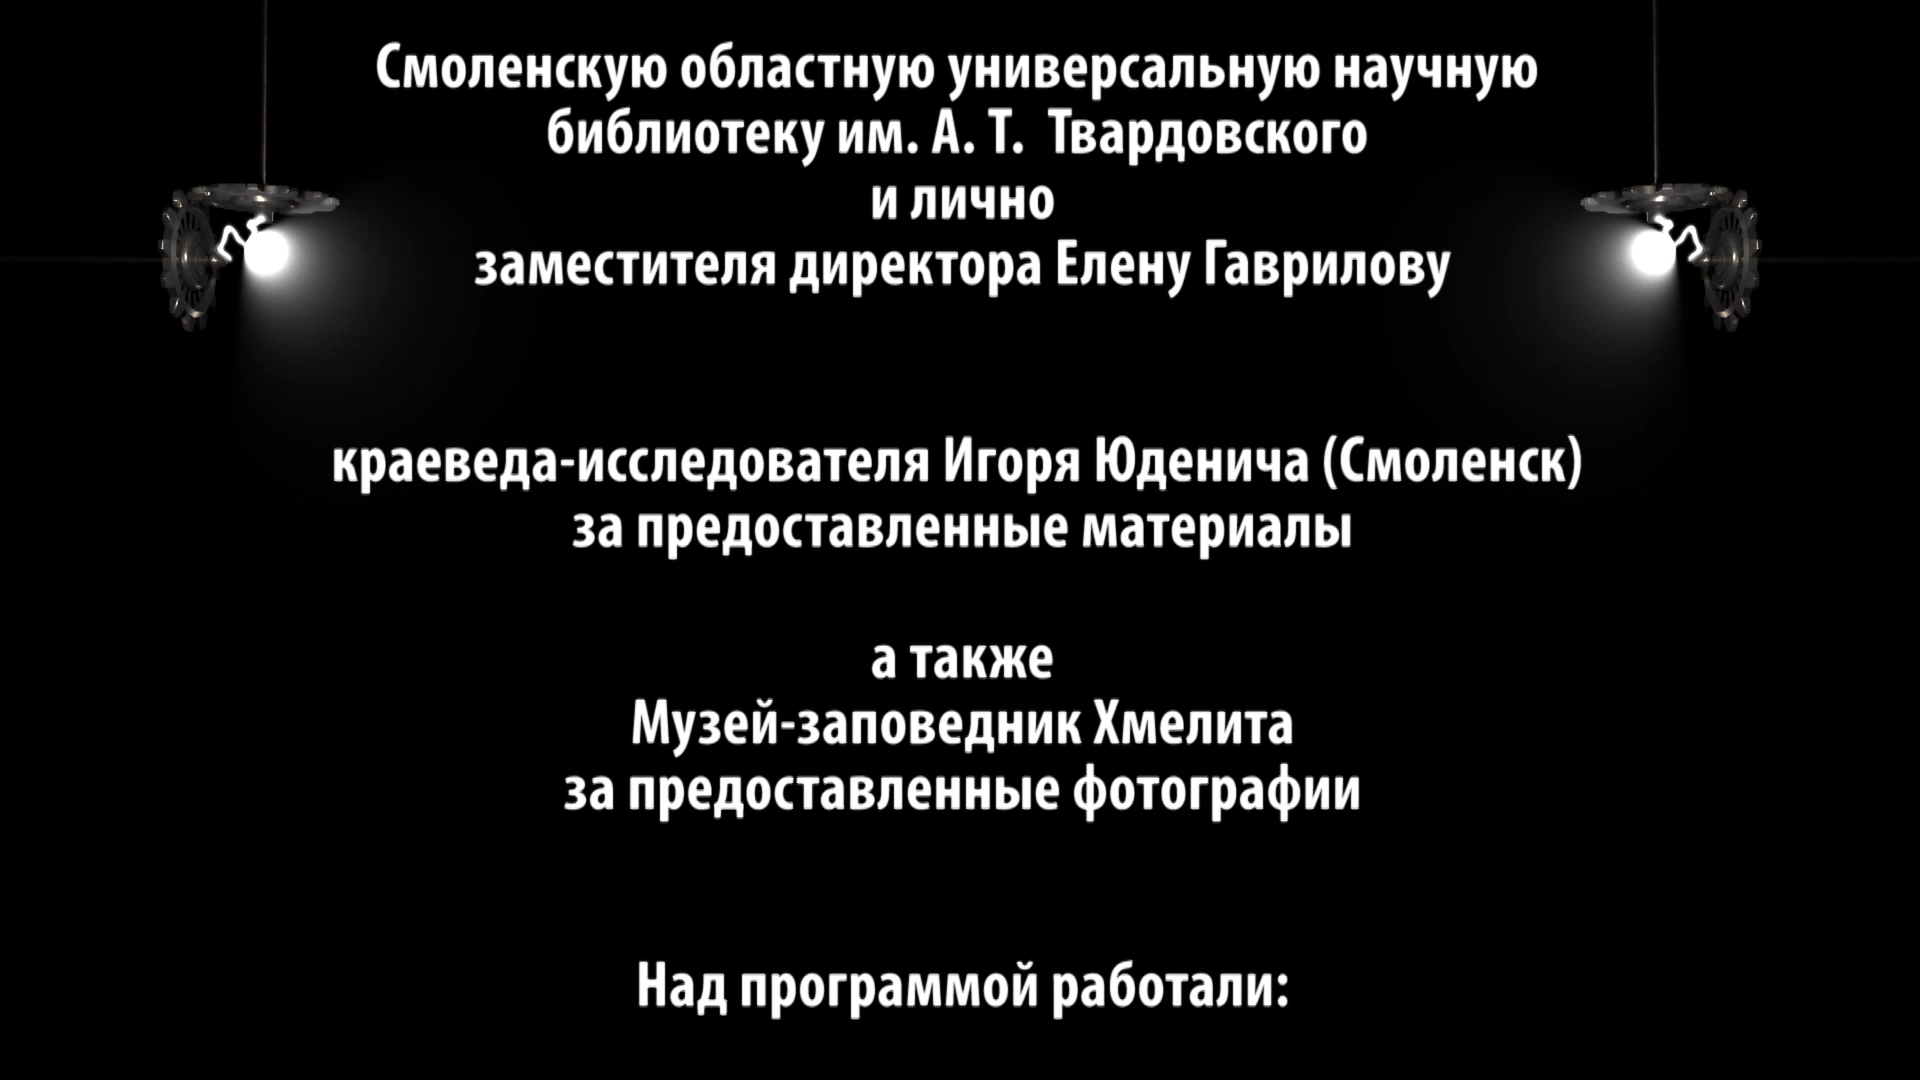 Смоленскую областную универсальную научную
библиотеку им. А. Т. Твардовского
и лично
заместителя директора Елену Гаврилову
краеведа-исследователя Игоря Юденича (Смоленск)
за предоставленные материалы
а также
Музей-заповедник Хмелита
за предоставленные фотографии
Над программой работали: